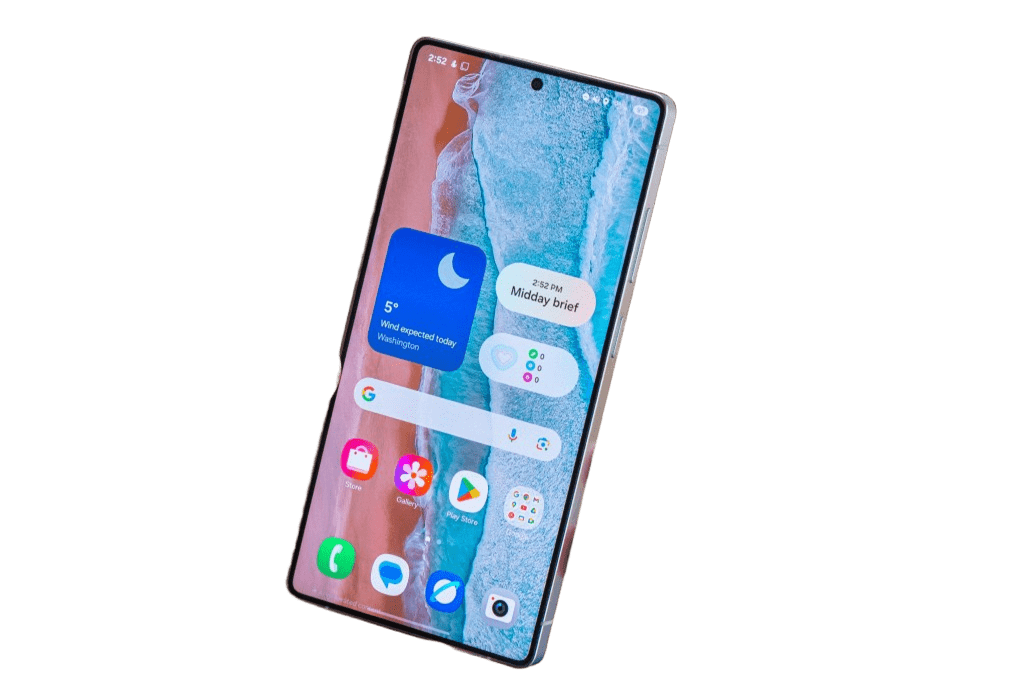 2:52
2:52 PM
Midday brief
5°
Wind expected today
Washington
0
0
0
Store
Gallery
Play Store